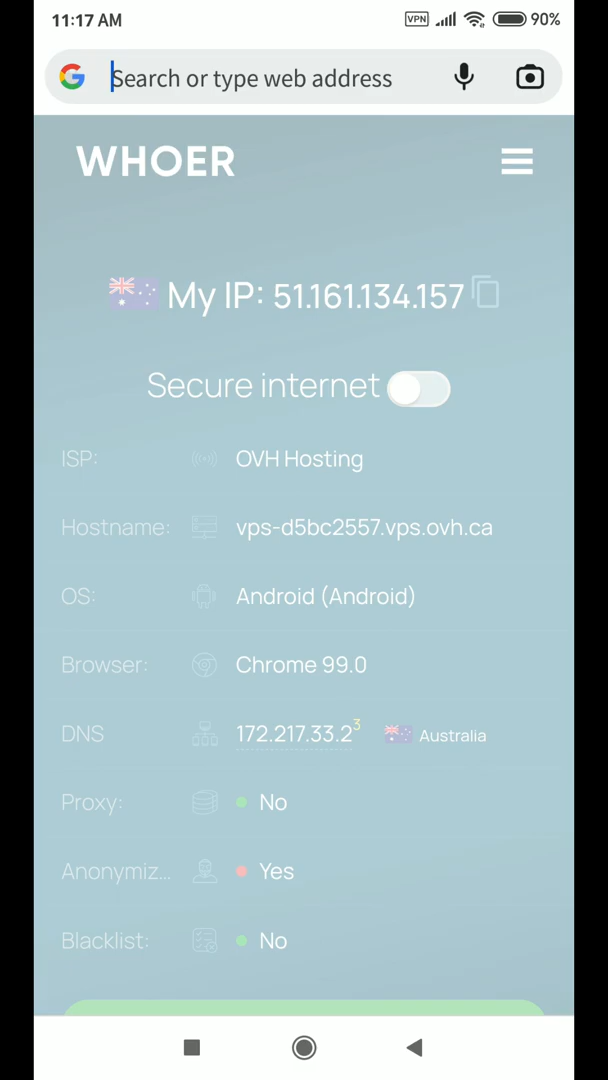 11:17 AM VPN 90%
Search or type web address
WHOER
My IP: 51.161.134.157
Secure internet
ISP: OVH Hosting
Hostname: vps-d5bc2557.vps.ovh.ca
OS: Android (Android)
Browser: Chrome 99.0
DNS 172.217.33.2 3 Australia
Proxy: No
Anonymiz... Yes
Blacklist: No